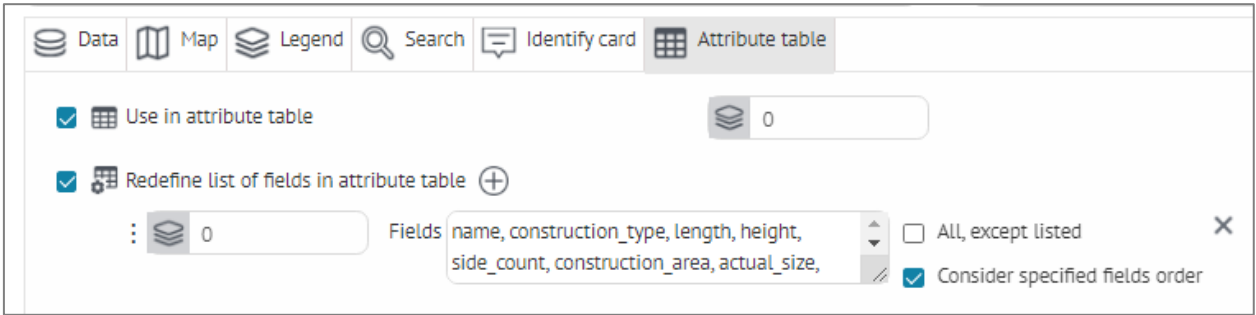 Data Map Legend Search Identify card Attribute table
Use in attribute table 0
Redefine list of fields in attribute table
0 Fields name, construction_type, length, height, All, except listed
side_count, construction_area, actual_size, Consider specified fields order